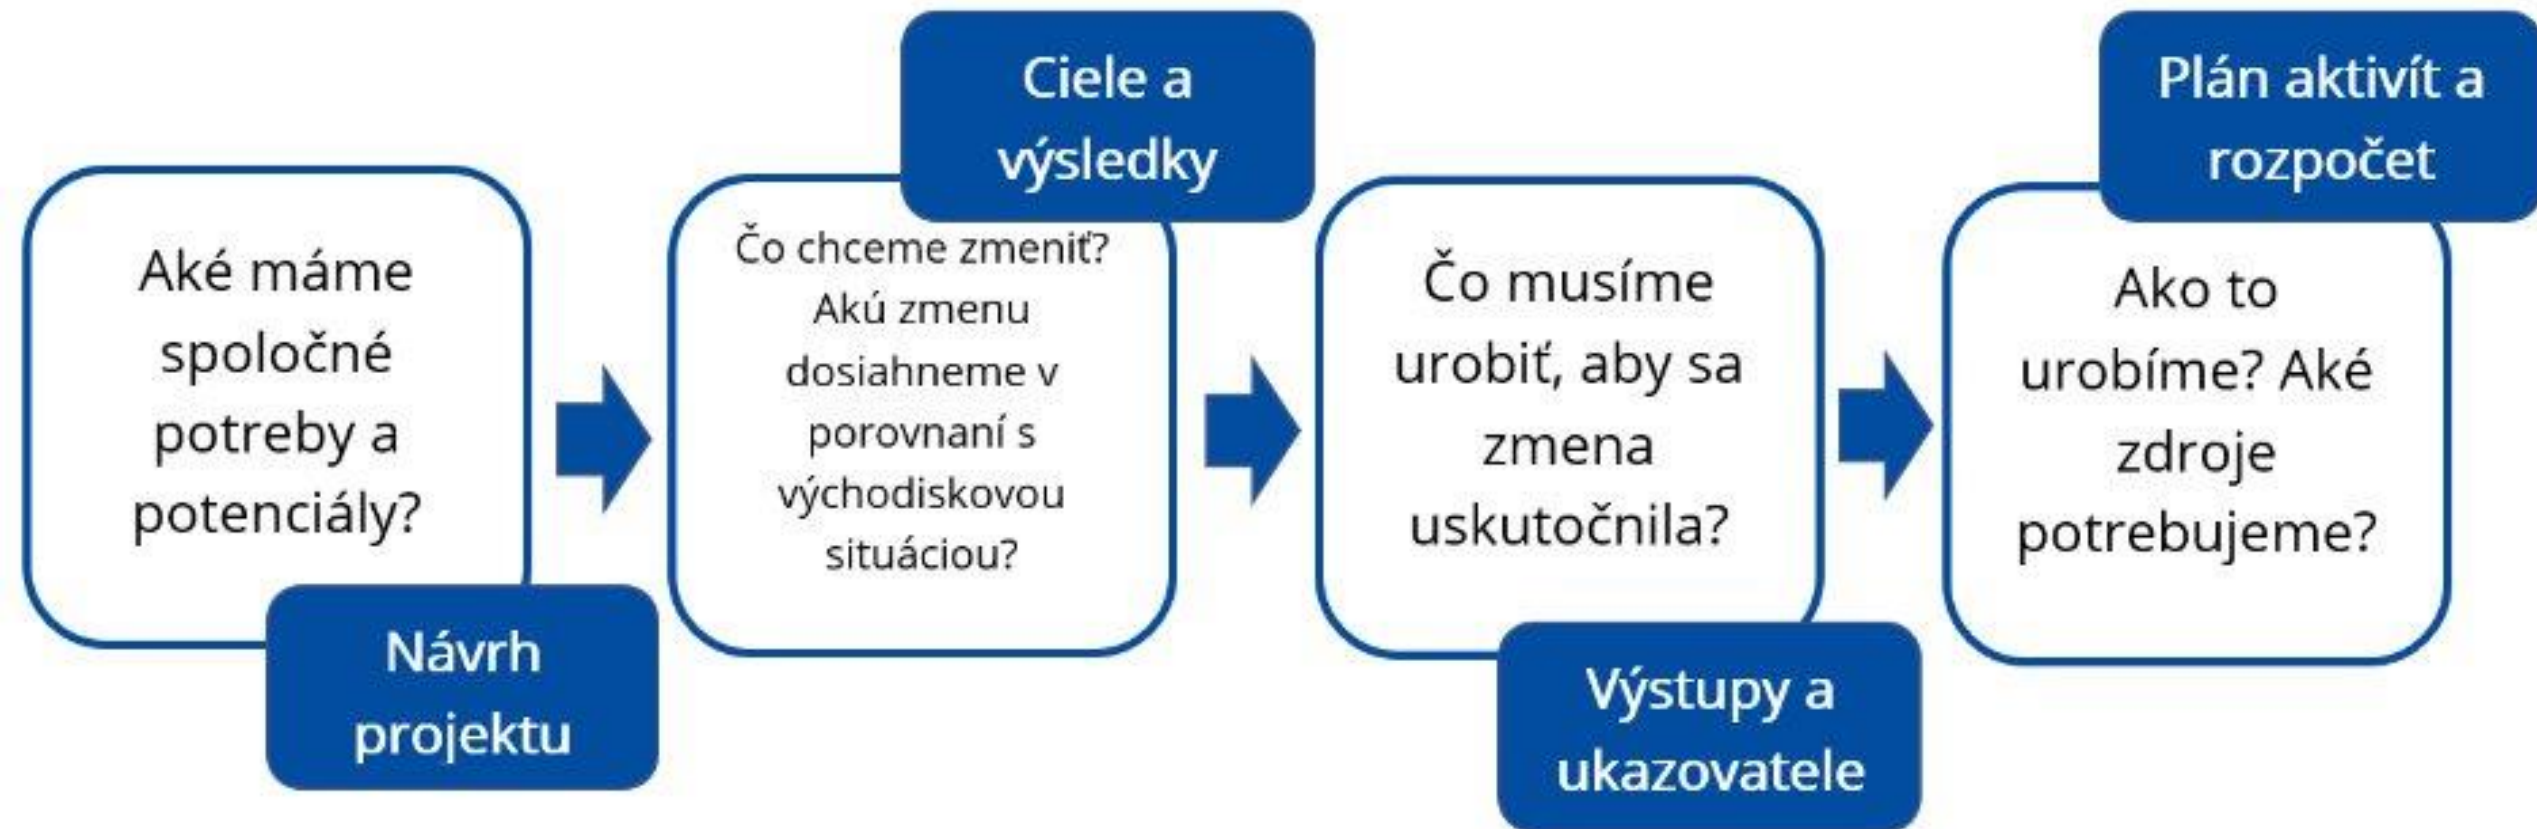 Aké máme
spoločné
potreby a
potenciály?
Návrh
projektu
Ciele a
výsledky
Čo chceme zmeniť?
Akú zmenu
dosiahneme v
porovnaní s
východiskovou
situáciou?
Čo musíme
urobiť, aby sa
zmena
uskutočnila?
Výstupy a
ukazovatele
Plán aktivít a
rozpočet
Ako to
urobíme? Aké
zdroje
potrebujeme?